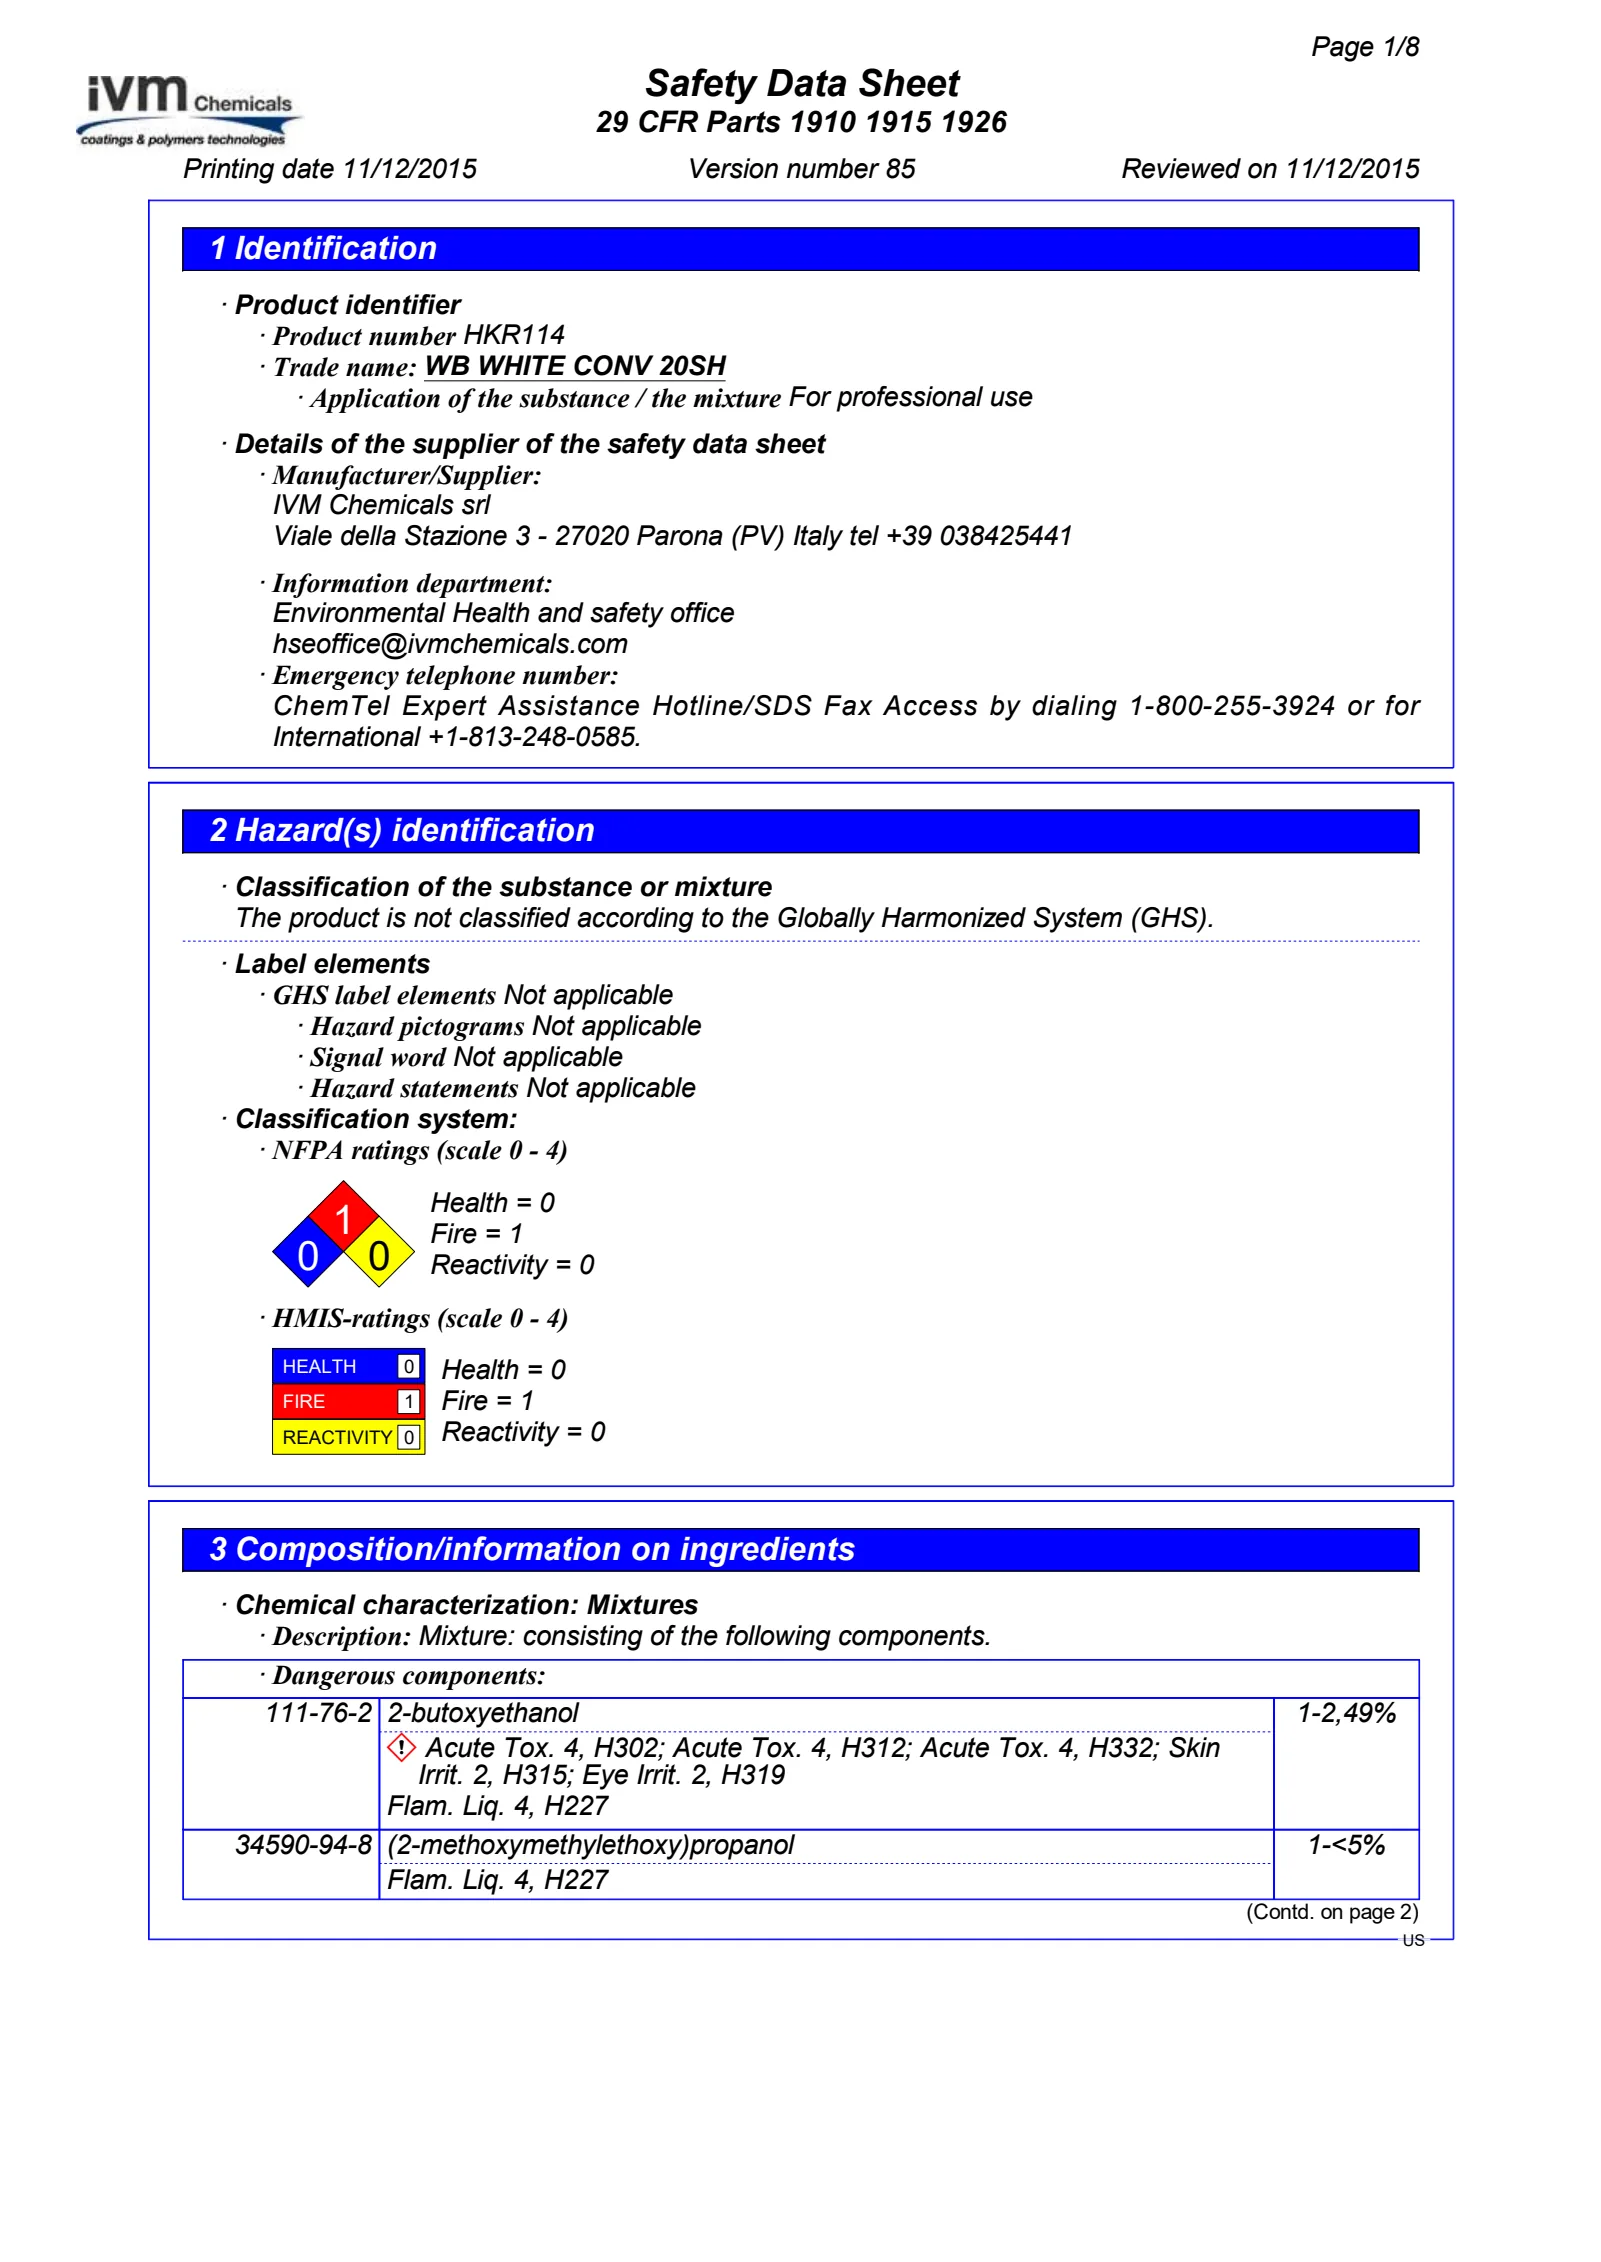 Page 1/8
ivm Chemicals
coatings & polymers technologies
Safety Data Sheet
29 CFR Parts 1910 1915 1926
Printing date 11/12/2015 Version number 85 Reviewed on 11/12/2015
1 Identification
· Product identifier
· Product number HKR114
· Trade name: WB WHITE CONV 20SH
· Application of the substance / the mixture For professional use
· Details of the supplier of the safety data sheet
· Manufacturer/Supplier:
IVM Chemicals srl
Viale della Stazione 3 - 27020 Parona (PV) Italy tel +39 038425441
· Information department:
Environmental Health and safety office
hseoffice@ivmchemicals.com
· Emergency telephone number:
ChemTel Expert Assistance Hotline/SDS Fax Access by dialing 1-800-255-3924 or for
International +1-813-248-0585.
2 Hazard(s) identification
· Classification of the substance or mixture
The product is not classified according to the Globally Harmonized System (GHS).
· Label elements
· GHS label elements Not applicable
· Hazard pictograms Not applicable
· Signal word Not applicable
· Hazard statements Not applicable
· Classification system:
· NFPA ratings (scale 0 - 4)
1
0 0
Health = 0
Fire = 1
Reactivity = 0
· HMIS-ratings (scale 0 - 4)
HEALTH 0 Health = 0
FIRE 1 Fire = 1
REACTIVITY 0 Reactivity = 0
3 Composition/information on ingredients
· Chemical characterization: Mixtures
· Description: Mixture: consisting of the following components.
· Dangerous components:
111-76-2 2-butoxyethanol 1-2,49%
Acute Tox. 4, H302; Acute Tox. 4, H312; Acute Tox. 4, H332; Skin
Irrit. 2, H315; Eye Irrit. 2, H319
Flam. Liq. 4, H227
34590-94-8 (2-methoxymethylethoxy)propanol 1-<5%
Flam. Liq. 4, H227
(Contd. on page 2)
US